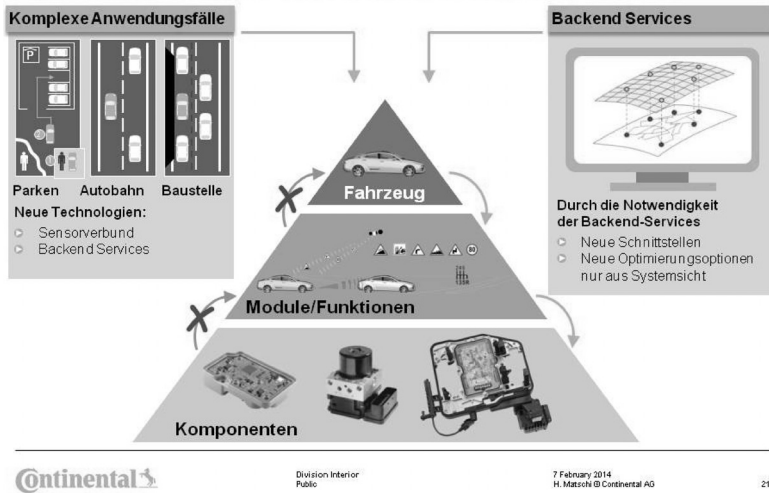 Komplexe Anwendungsfälle
P
Parken Autobahn Baustelle
Neue Technologien:
Sensorverbund
Backend Services
Fahrzeug
80
Module/Funktionen
Komponenten
Backend Services
Durch die Notwendigkeit
der Backend-Services
Neue Schnittstellen
Neue Optimierungsoptionen
nur aus Systemsicht
Continental
Division Interior
Public
7 February 2014
H. Matschi © Continental AG
21